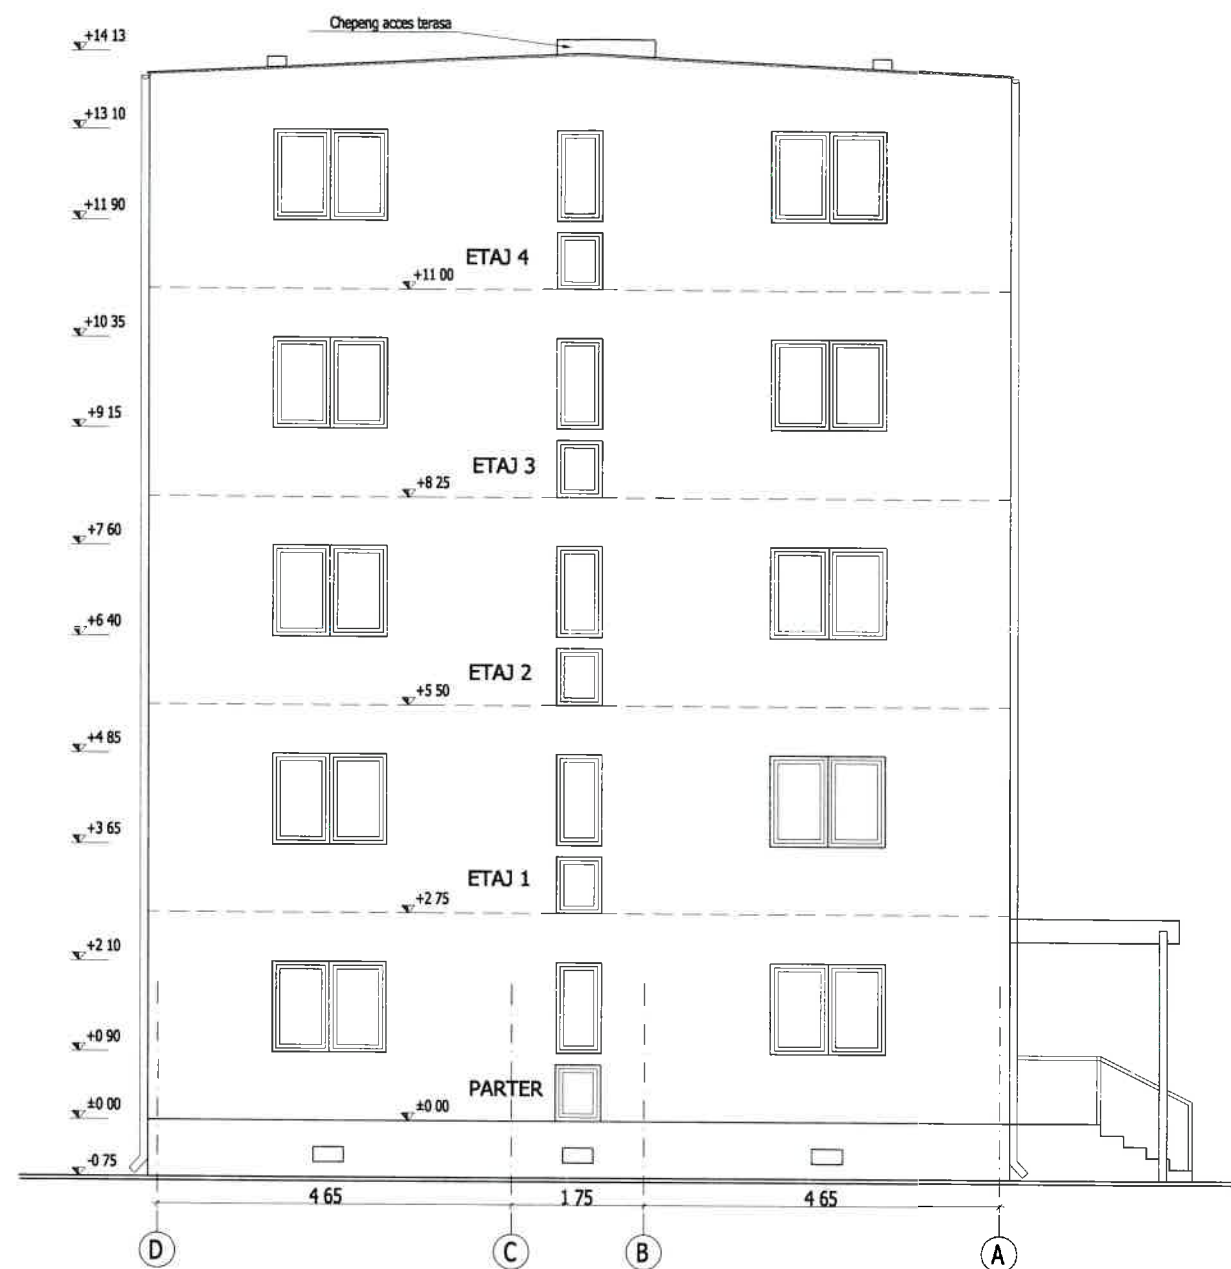 Chepeng acces terasa
+14 13
+13 10
+11 90
ETAJ 4
+11 00
+10 35
+9 15
ETAJ 3
+8 25
+7 60
+6 40
ETAJ 2
+5 50
+4 85
+3 65
ETAJ 1
+2 75
+2 10
+0 90
PARTER
±0 00
±0 00
-0 75
4 65
1 75
4 65
D
C
B
A